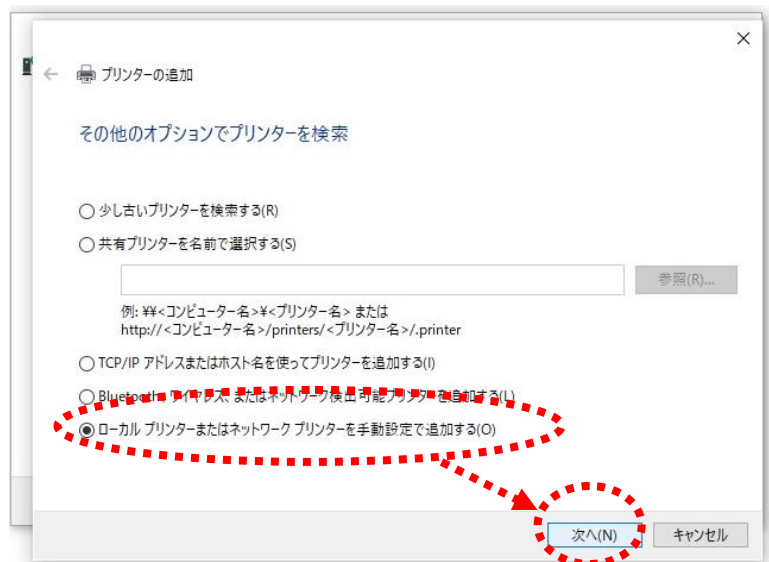 プリンターの追加
その他のオプションでプリンターを検索
少し古いプリンターを検索する(R)
共有プリンターを名前で選択する(S)
参照(R)...
例: ¥¥<コンピューター名>¥<プリンター名> または
http://<コンピューター名>/printers/<プリンター名>/.printer
TCP/IP アドレスまたはホスト名を使ってプリンターを追加する(I)
Bluetooth、ワイヤレス、またはネットワーク検出可能プリンターを追加する(L)
ローカル プリンターまたはネットワーク プリンターを手動設定で追加する(O)
次へ(N)
キャンセル